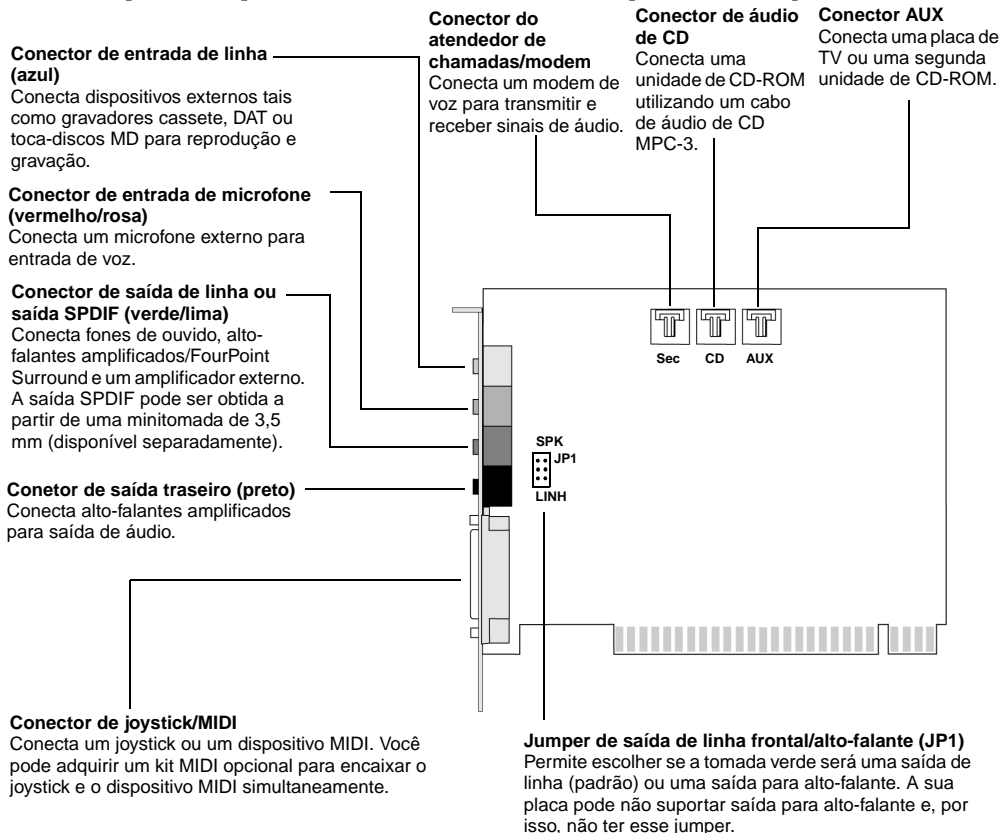 Conector do
atendedor de
chamadas/modem
Conecta um modem de
voz para transmitir e
receber sinais de áudio.
Conector de áudio
de CD
Conecta uma
unidade de CD-ROM
utilizando um cabo
de áudio de CD
MPC-3.
Conector AUX
Conecta uma placa de
TV ou uma segunda
unidade de CD-ROM.
Conector de entrada de linha
(azul)
Conecta dispositivos externos tais
como gravadores cassete, DAT ou
toca-discos MD para reprodução e
gravação.
Conector de entrada de microfone
(vermelho/rosa)
Conecta um microfone externo para
entrada de voz.
Conector de saída de linha ou
saída SPDIF (verde/lima)
Conecta fones de ouvido, alto-
falantes amplificados/FourPoint
Surround e um amplificador externo.
A saída SPDIF pode ser obtida a
partir de uma minitomada de 3,5
mm (disponível separadamente).
Conetor de saída traseiro (preto)
Conecta alto-falantes amplificados
para saída de áudio.
Sec CD AUX
SPK
JP1
LINH
Conector de joystick/MIDI
Conecta um joystick ou um dispositivo MIDI. Você
pode adquirir um kit MIDI opcional para encaixar o
joystick e o dispositivo MIDI simultaneamente.
Jumper de saída de linha frontal/alto-falante (JP1)
Permite escolher se a tomada verde será uma saída de
linha (padrão) ou uma saída para alto-falante. A sua
placa pode não suportar saída para alto-falante e, por
isso, não ter esse jumper.